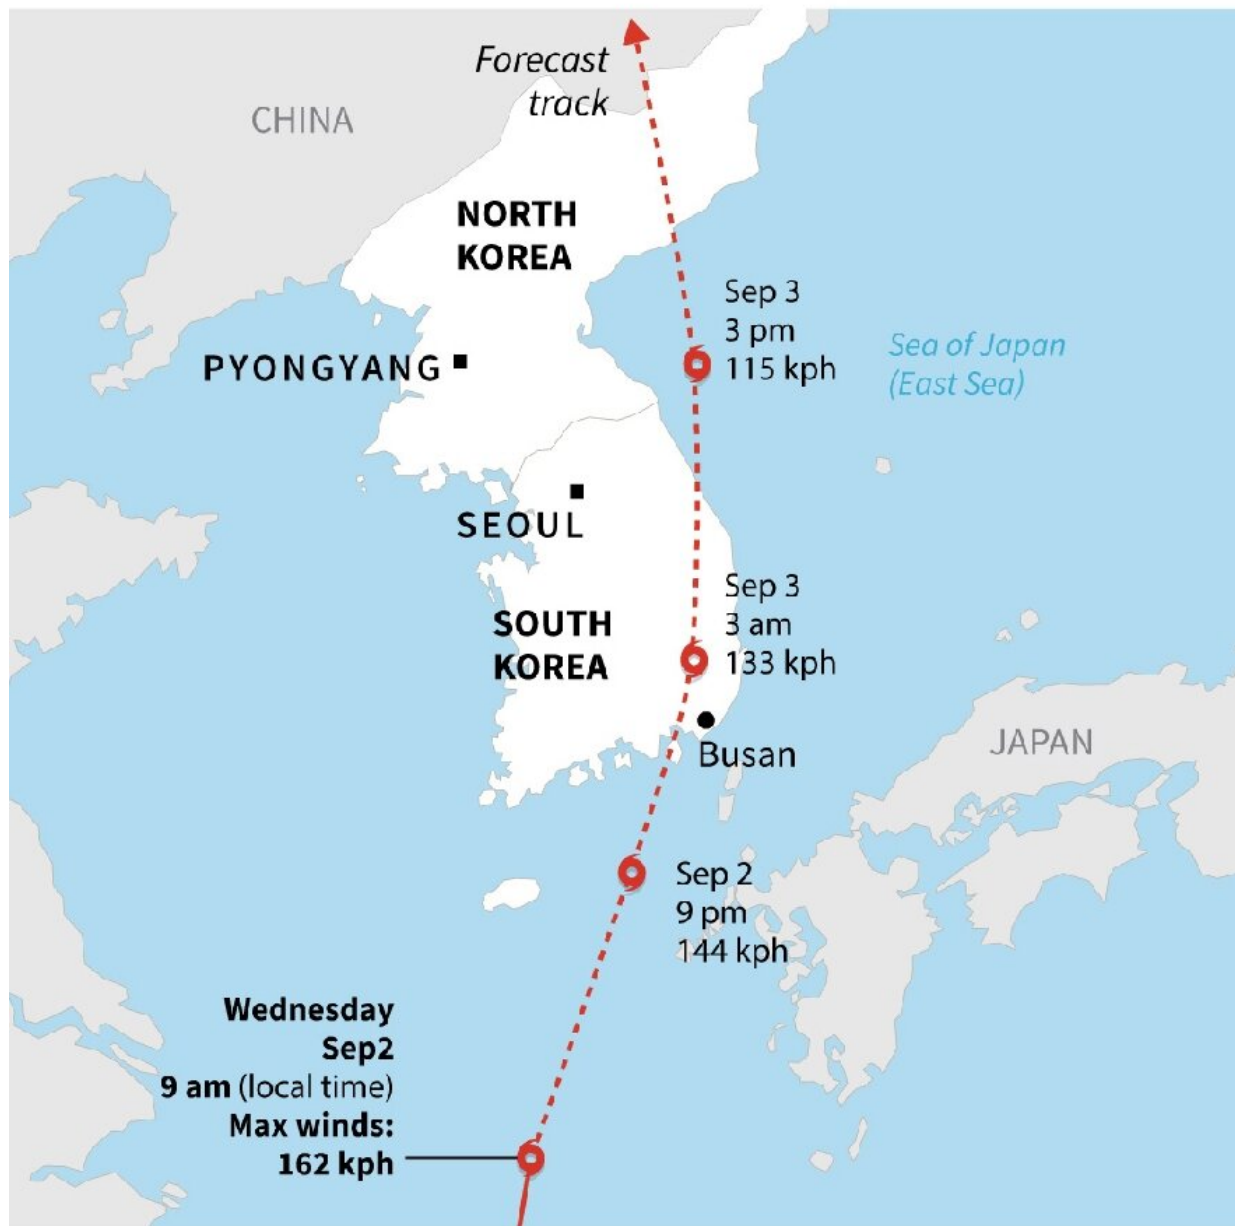 Forecast
track
CHINA
NORTH
KOREA
Sep 3
3 pm
115 kph
Sea of Japan
(East Sea)
PYONGYANG
SEOUL
Sep 3
3 am
133 kph
SOUTH
KOREA
Busan
JAPAN
Sep 2
9 pm
144 kph
Wednesday
Sep2
9 am (local time)
Max winds:
162 kph